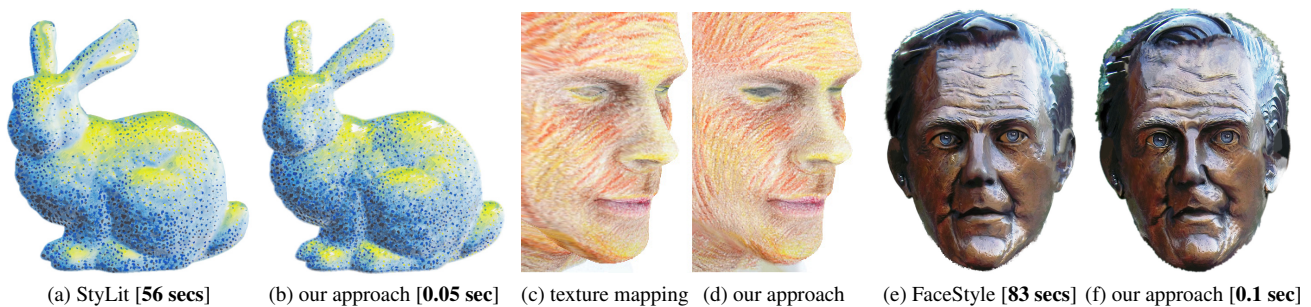 (a) StyLit [56 secs]
(b) our approach [0.05 sec]
(c) texture mapping
(d) our approach
(e) FaceStyle [83 secs]
(f) our approach [0.1 sec]